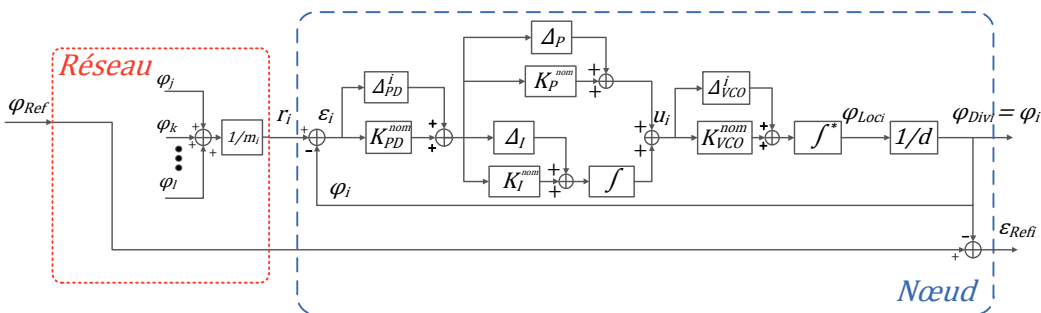 Réseau
φRef
φj
φk
φl
1/mi
ri
εi
Δ^i_PD
K^nom_PD
φi
ΔP
K^nom_P
ΔI
K^nom_I
∫
ui
Δ^i_VCO
K^nom_VCO
∫*
φLoci
1/d
φDivi = φi
εRefi
Nœud